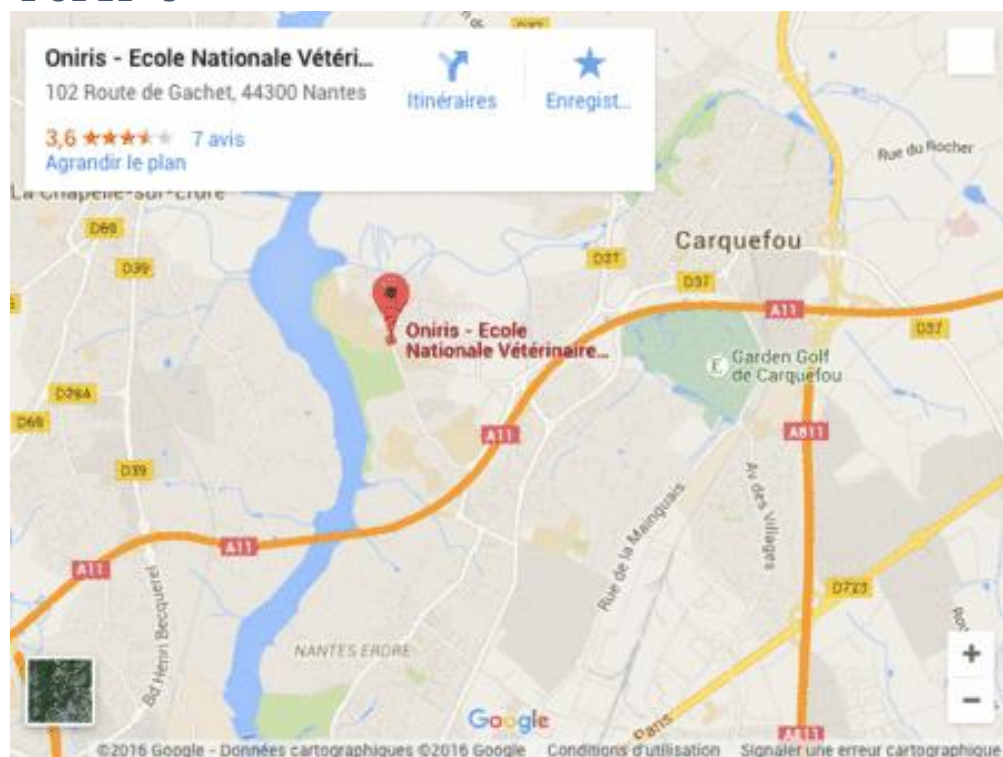 Oniris - Ecole Nationale Vétéri...
102 Route de Gachet, 44300 Nantes
3,6
7 avis
Agrandir le plan
Itinéraires
Enregist...
La Chapelle-sur-Erdre
Rue du Rocher
Carquefou
D69
D39
D37
D37
A11
D37
Oniris - Ecole
Nationale Vétérinaire...
E
Garden Golf
de Carquefou
D26A
D69
A11
A811
D39
Av des Villages
Rue de la Mainguais
A11
A11
D723
Bd Henri Becquerel
NANTES ERDRE
+
−
Google
Paris
A811
©2016 Google - Données cartographiques ©2016 Google
Conditions d'utilisation
Signaler une erreur cartographique